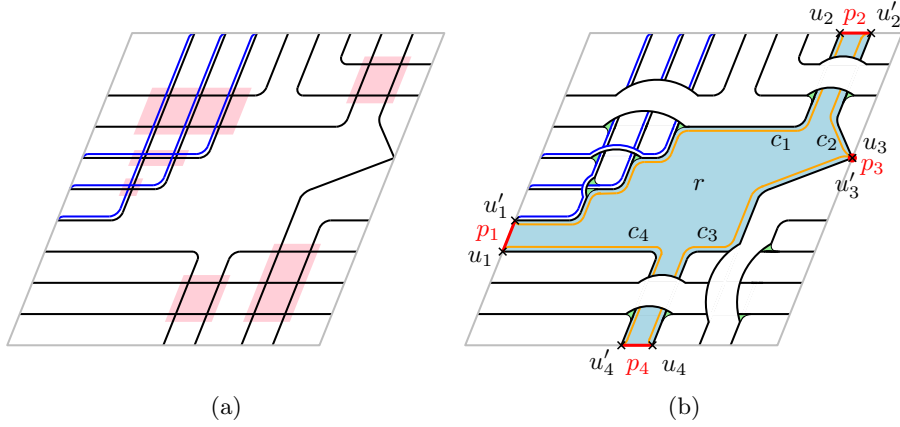 u₂ p₂ u′₂
c₁ c₂ u₃
p₃
u′₃
r
u′₁
p₁
u₁
c₄ c₃
u′₄ p₄ u₄
(a) (b)